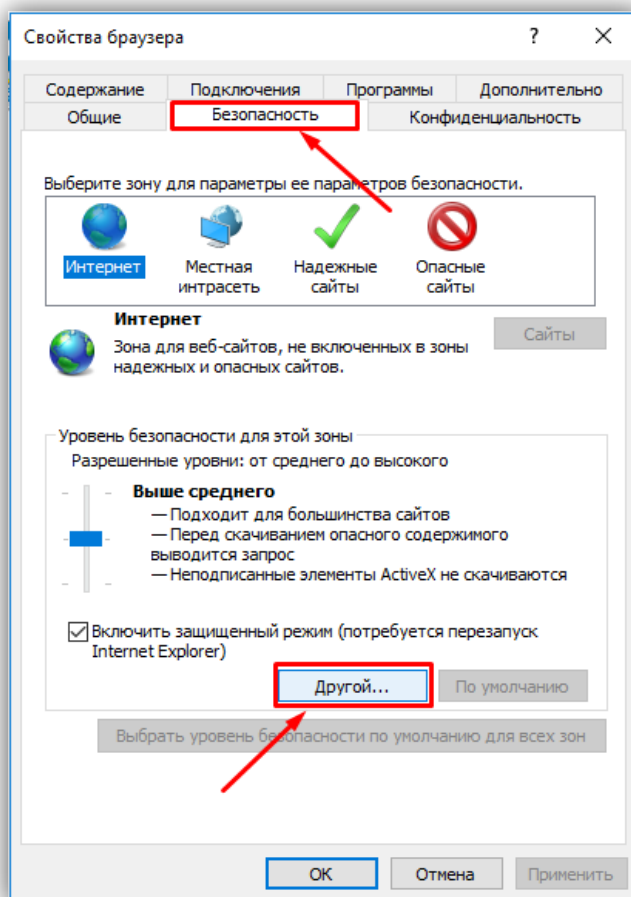 Свойства браузера ?
Содержание Подключения Программы Дополнительно
Общие Безопасность Конфиденциальность
Выберите зону для параметры ее параметров безопасности.
Интернет
Местная
интрасеть
Надежные
сайты
Опасные
сайты
Интернет
Зона для веб-сайтов, не включенных в зоны
надежных и опасных сайтов.
Сайты
Уровень безопасности для этой зоны
Разрешенные уровни: от среднего до высокого
Выше среднего
— Подходит для большинства сайтов
— Перед скачиванием опасного содержимого
выводится запрос
— Неподписанные элементы ActiveX не скачиваются
Включить защищенный режим (потребуется перезапуск
Internet Explorer)
Другой... По умолчанию
Выбрать уровень безопасности по умолчанию для всех зон
ОК Отмена Применить